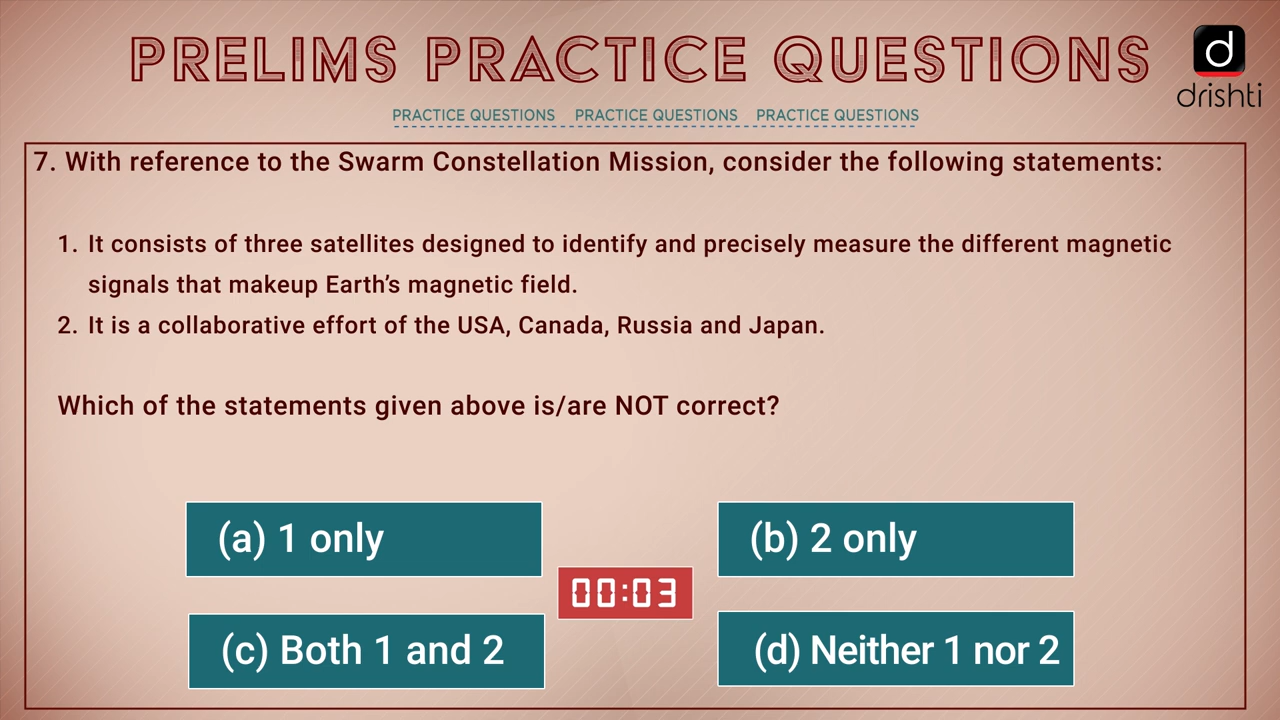 PRELIMS PRACTICE QUESTIONS
drishti
PRACTICE QUESTIONS PRACTICE QUESTIONS PRACTICE QUESTIONS
7. With reference to the Swarm Constellation Mission, consider the following statements:
1. It consists of three satellites designed to identify and precisely measure the different magnetic
signals that makeup Earth's magnetic field.
2. It is a collaborative effort of the USA, Canada, Russia and Japan.
Which of the statements given above is/are NOT correct?
(a) 1 only
(b) 2 only
00:03
(c) Both 1 and 2
(d) Neither 1 nor 2